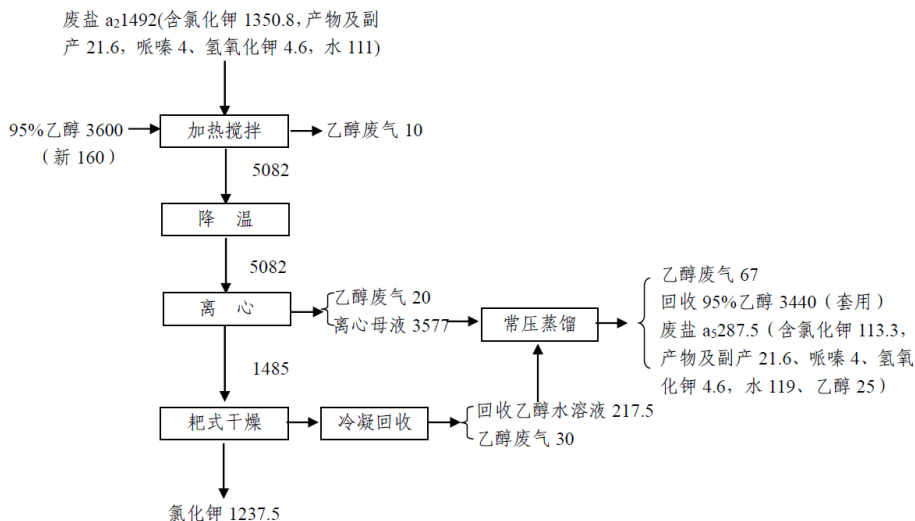 废盐 a₂1492(含氯化钾 1350.8，产物及副
产 21.6，哌嗪 4、氢氧化钾 4.6，水 111)
95%乙醇 3600
（新 160）
加热搅拌
乙醇废气 10
5082
降 温
5082
离 心
乙醇废气 20
离心母液 3577
常压蒸馏
乙醇废气 67
回收 95%乙醇 3440（套用）
废盐 a₅287.5（含氯化钾 113.3，
产物及副产 21.6、哌嗪 4、氢氧
化钾 4.6，水 119、乙醇 25）
1485
耙式干燥
冷凝回收
回收乙醇水溶液 217.5
乙醇废气 30
氯化钾 1237.5